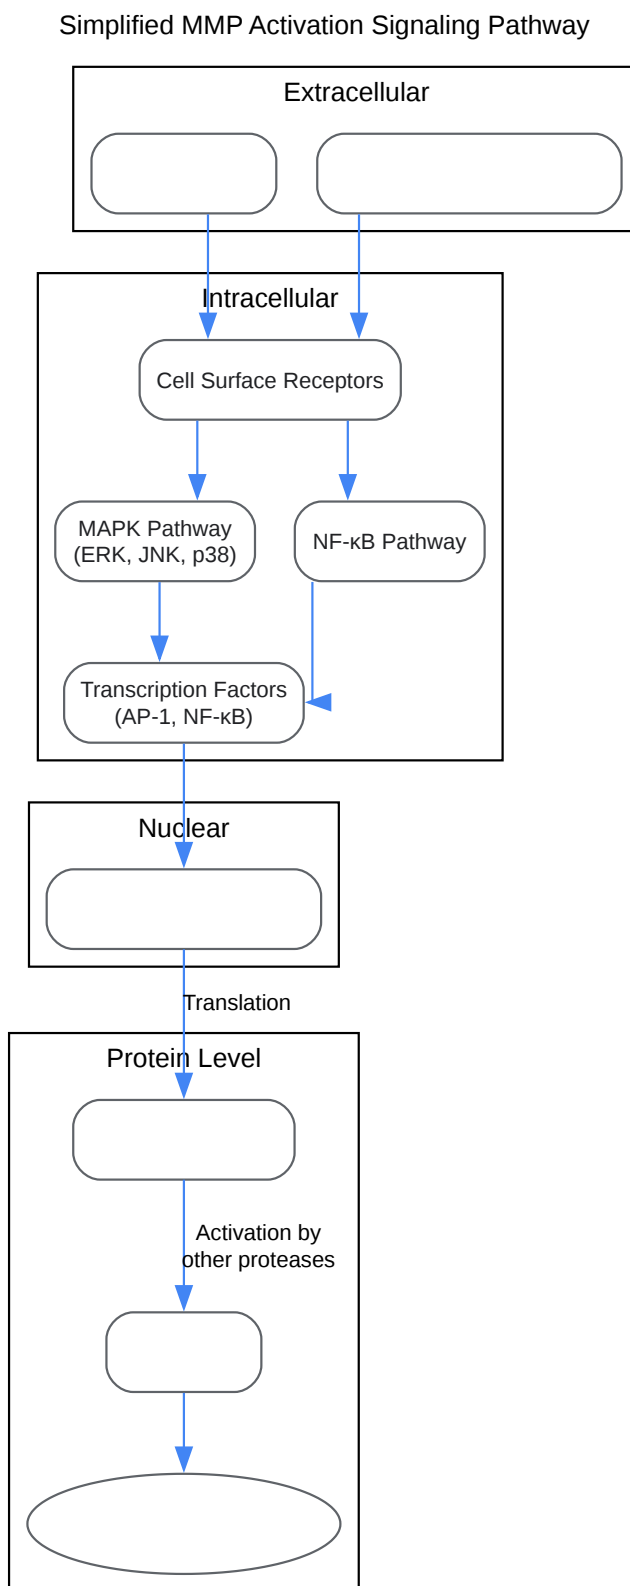 Simplified MMP Activation Signaling Pathway
Extracellular
Intracellular
Cell Surface Receptors
MAPK Pathway
(ERK, JNK, p38)
NF-κB Pathway
Transcription Factors
(AP-1, NF-κB)
Nuclear
Translation
Protein Level
Activation by
other proteases